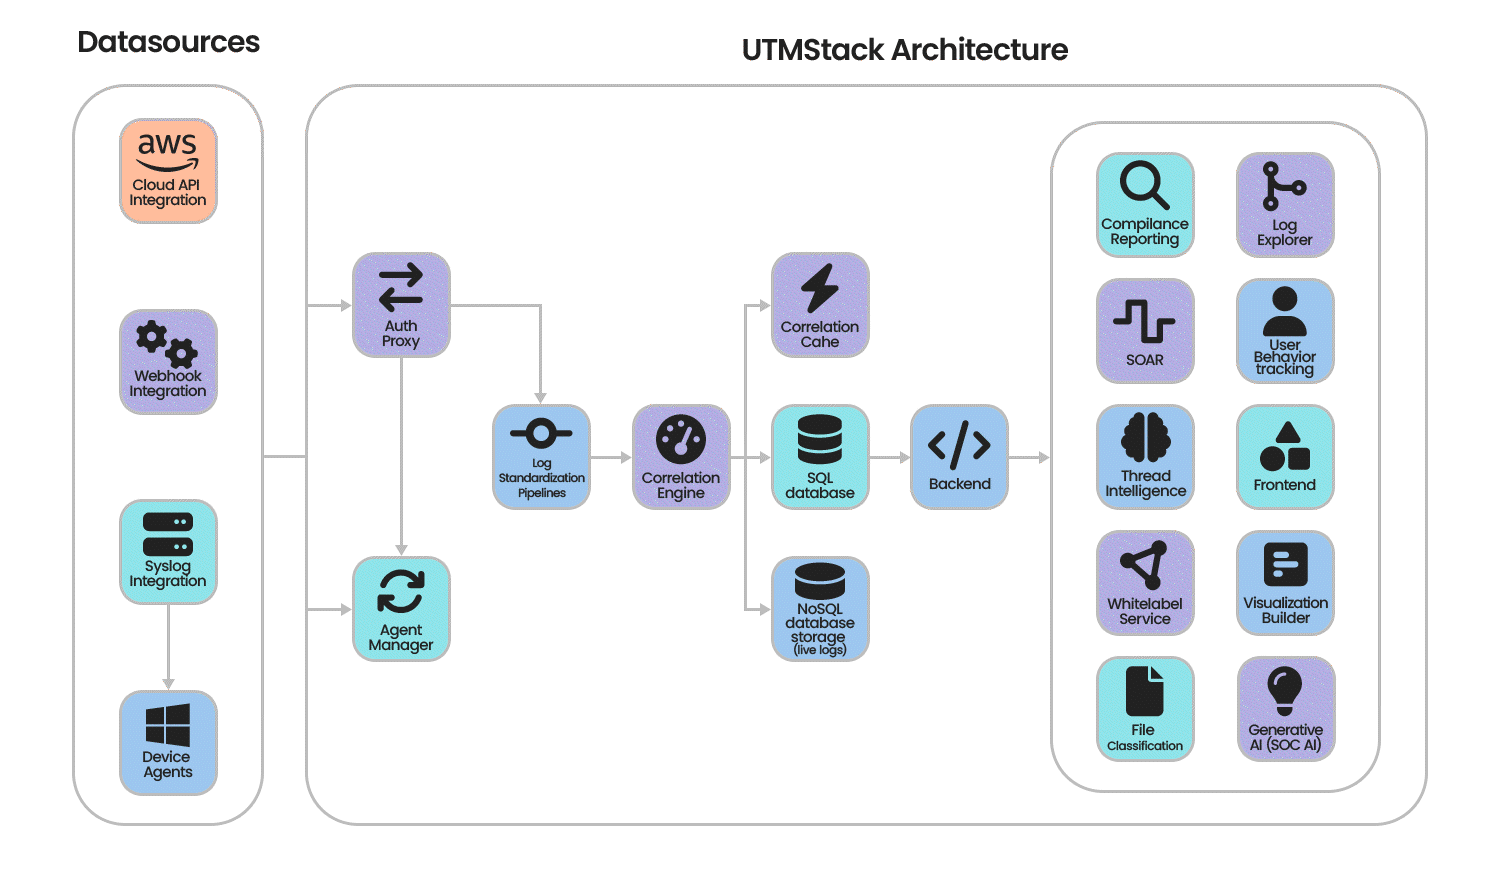 Datasources
UTMStack Architecture
aws
Cloud API
Integration
Webhook
Integration
Syslog
Integration
Device
Agents
Auth
Proxy
Agent
Manager
Log
Standardization
Pipelines
Correlation
Engine
Correlation
Cahe
SQL
database
NoSQL
database
storage
(live logs)
Backend
Compilance
Reporting
Log
Explorer
SOAR
User
Behavior
tracking
Thread
Intelligence
Frontend
Whitelabel
Service
Visualization
Builder
File
Classification
Generative
AI (SOC AI)